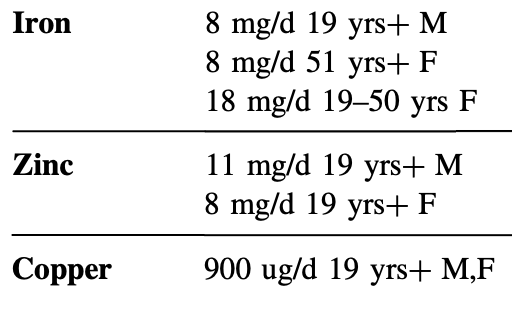 Iron 8 mg/d 19 yrs+ M
8 mg/d 51 yrs+ F
18 mg/d 19–50 yrs F
Zinc 11 mg/d 19 yrs+ M
8 mg/d 19 yrs+ F
Copper 900 ug/d 19 yrs+ M,F